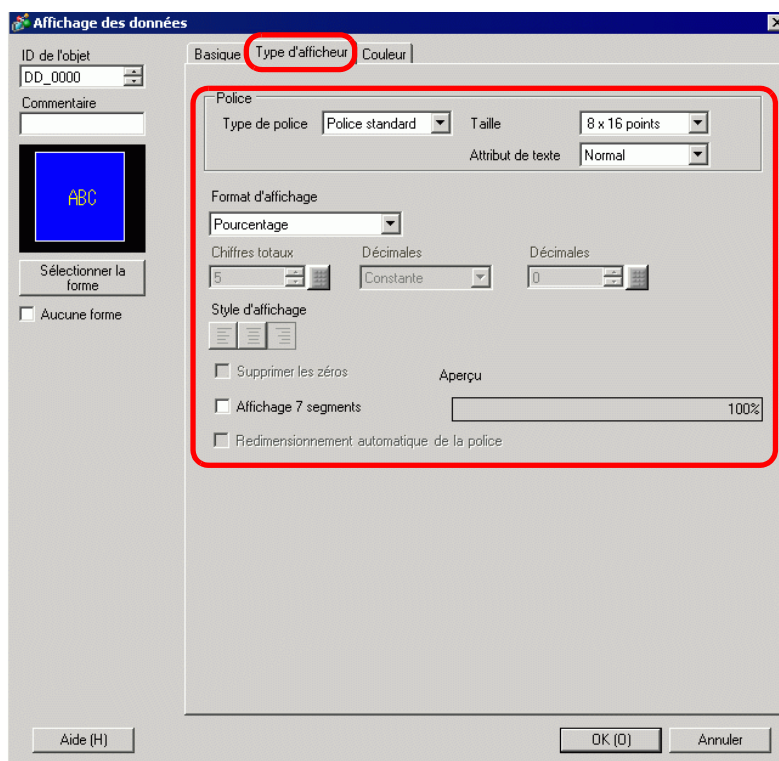 Affichage des données
ID de l'objet
DD_0000
Commentaire
ABC
Sélectionner la
forme
Aucune forme
Basique Type d'afficheur Couleur
Police
Type de police Police standard Taille 8 x 16 points
Attribut de texte Normal
Format d'affichage
Pourcentage
Chiffres totaux Décimales Décimales
5 Constante 0
Style d'affichage
Supprimer les zéros
Aperçu
Affichage 7 segments 100%
Redimensionnement automatique de la police
Aide (H) OK (O) Annuler